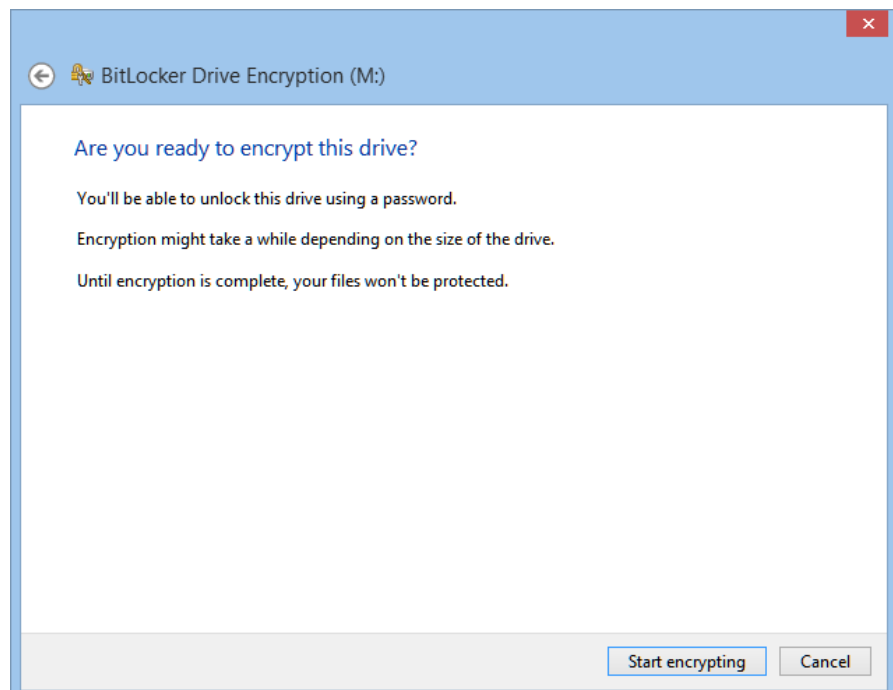 BitLocker Drive Encryption (M:)
Are you ready to encrypt this drive?
You'll be able to unlock this drive using a password.
Encryption might take a while depending on the size of the drive.
Until encryption is complete, your files won't be protected.
Start encrypting Cancel